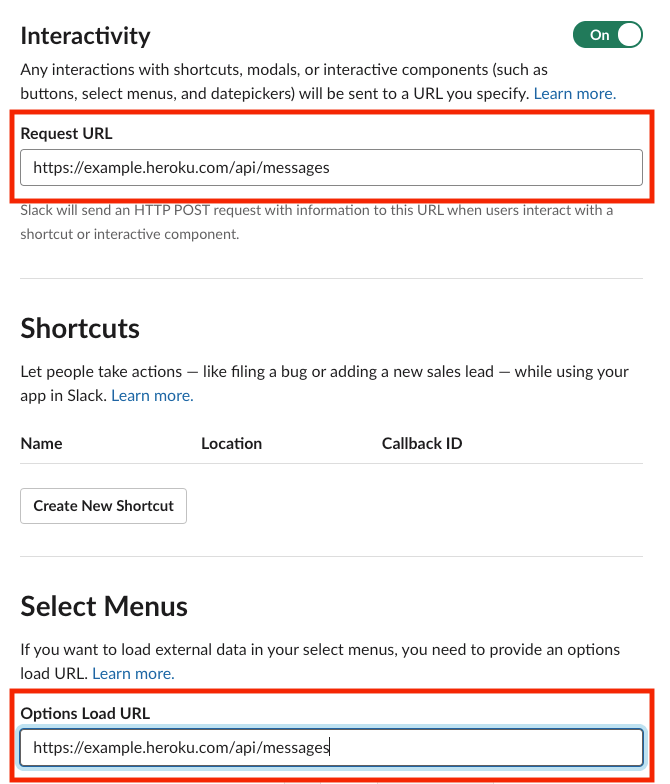 Interactivity
On
Any interactions with shortcuts, modals, or interactive components (such as
buttons, select menus, and datepickers) will be sent to a URL you specify. Learn more.
Request URL
https://example.heroku.com/api/messages
Slack will send an HTTP POST request with information to this URL when users interact with a
shortcut or interactive component.
Shortcuts
Let people take actions — like filing a bug or adding a new sales lead — while using your
app in Slack. Learn more.
Name Location Callback ID
Create New Shortcut
Select Menus
If you want to load external data in your select menus, you need to provide an options
load URL. Learn more.
Options Load URL
https://example.heroku.com/api/messages